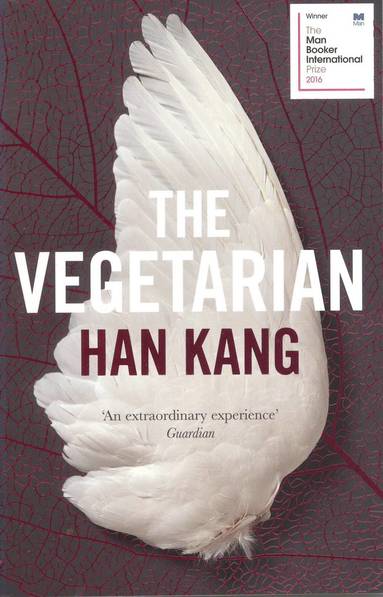 Winner
Man
The
Man
Booker
International
Prize
2016
THE
VEGETARIAN
HAN KANG
‘An extraordinary experience’
Guardian